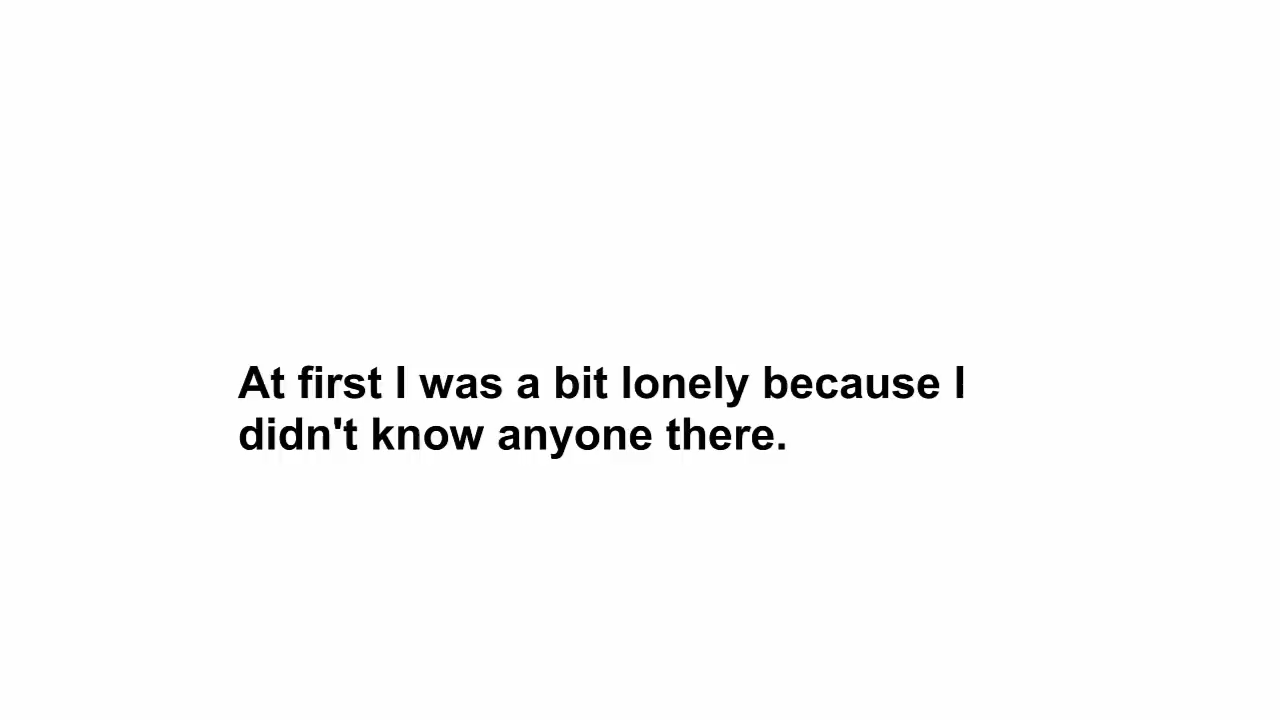 At first I was a bit lonely because I
didn't know anyone there.